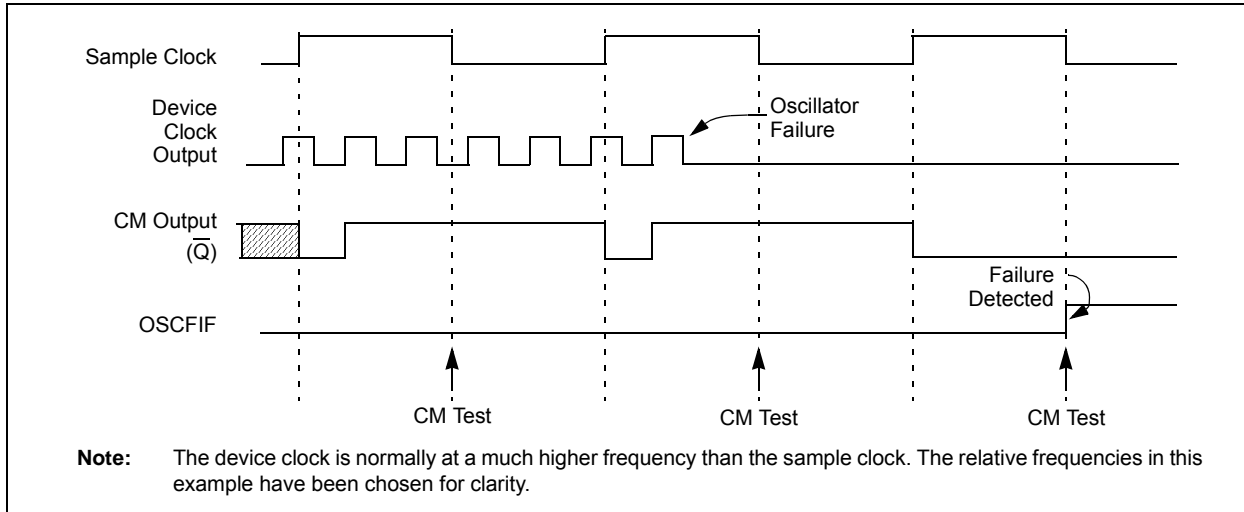 Sample Clock
Device
Clock
Output
Oscillator
Failure
CM Output
(Q̅)
Failure
Detected
OSCFIF
CM Test
CM Test
CM Test
Note: The device clock is normally at a much higher frequency than the sample clock. The relative frequencies in this
example have been chosen for clarity.